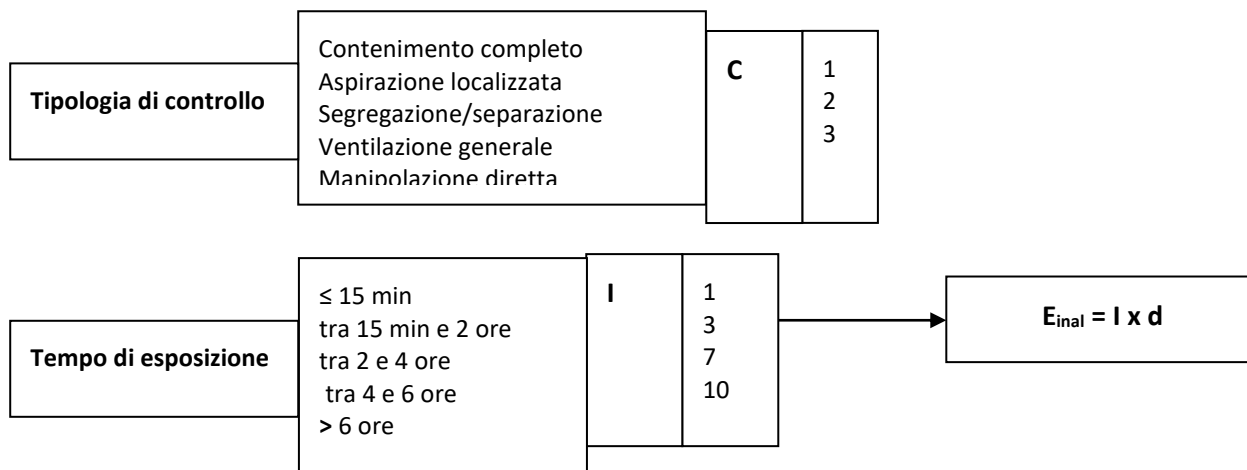 Tipologia di controllo
Contenimento completo
Aspirazione localizzata
Segregazione/separazione
Ventilazione generale
Manipolazione diretta
C
1
2
3
Tempo di esposizione
≤ 15 min
tra 15 min e 2 ore
tra 2 e 4 ore
tra 4 e 6 ore
> 6 ore
I
1
3
7
10
Einal = I x d